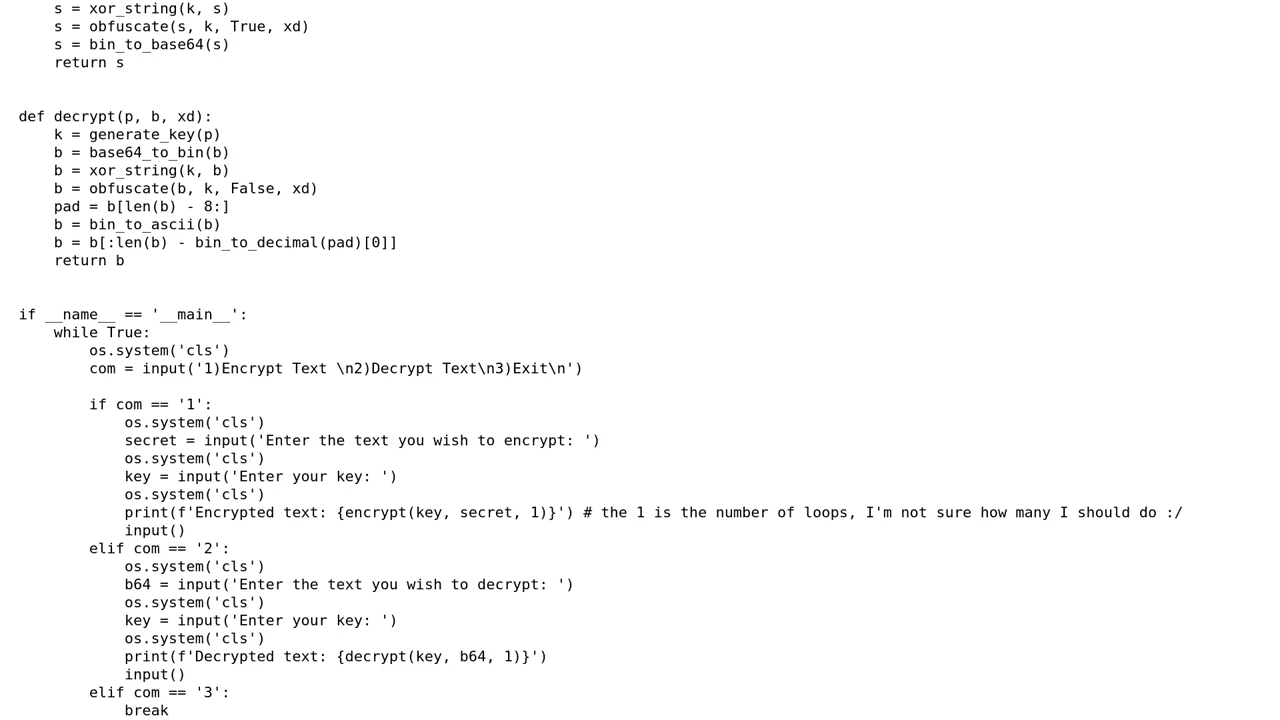 s = xor_string(k, s)
    s = obfuscate(s, k, True, xd)
    s = bin_to_base64(s)
    return s


def decrypt(p, b, xd):
    k = generate_key(p)
    b = base64_to_bin(b)
    b = xor_string(k, b)
    b = obfuscate(b, k, False, xd)
    pad = b[len(b) - 8:]
    b = bin_to_ascii(b)
    b = b[:len(b) - bin_to_decimal(pad)[0]]
    return b


if __name__ == '__main__':
    while True:
        os.system('cls')
        com = input('1)Encrypt Text \n2)Decrypt Text\n3)Exit\n')

        if com == '1':
            os.system('cls')
            secret = input('Enter the text you wish to encrypt: ')
            os.system('cls')
            key = input('Enter your key: ')
            os.system('cls')
            print(f'Encrypted text: {encrypt(key, secret, 1)}') # the 1 is the number of loops, I'm not sure how many I should do :/
            input()
        elif com == '2':
            os.system('cls')
            b64 = input('Enter the text you wish to decrypt: ')
            os.system('cls')
            key = input('Enter your key: ')
            os.system('cls')
            print(f'Decrypted text: {decrypt(key, b64, 1)}')
            input()
        elif com == '3':
            break